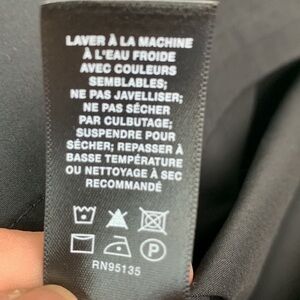 LAVER À LA MACHINE
À L'EAU FROIDE
AVEC COULEURS
SEMBLABLES;
NE PAS JAVELLISER;
NE PAS SÉCHER
PAR CULBUTAGE;
SUSPENDRE POUR
SÉCHER; REPASSER À
BASSE TEMPÉRATURE
OU NETTOYAGE À SEC
RECOMMANDÉ
P
RN95135